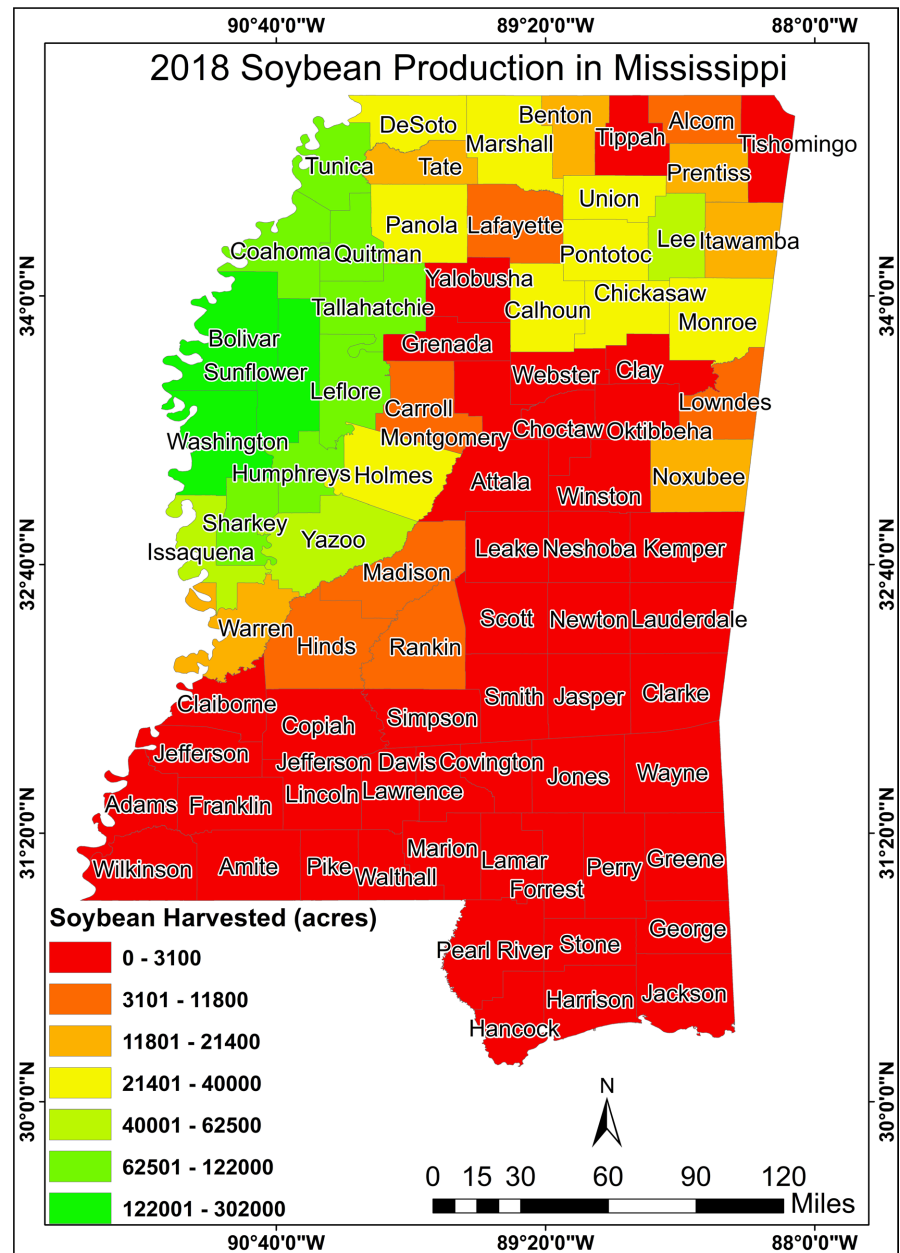 90°40'0"W 89°20'0"W 88°0'0"W
2018 Soybean Production in Mississippi
DeSoto
Benton
Marshall
Tippah
Alcorn
Tishomingo
Tunica
Tate
Prentiss
Union
Panola
Lafayette
Coahoma
Quitman
Pontotoc
Lee
Itawamba
34°0'0"N
34°0'0"N
Yalobusha
Tallahatchie
Calhoun
Chickasaw
Monroe
Bolivar
Grenada
Sunflower
Leflore
Webster
Clay
Carroll
Lowndes
Washington
Montgomery
Choctaw
Oktibbeha
Humphreys
Holmes
Attala
Winston
Noxubee
Sharkey
Issaquena
Yazoo
Leake
Neshoba
Kemper
32°40'0"N
32°40'0"N
Madison
Warren
Hinds
Rankin
Scott
Newton
Lauderdale
Claiborne
Copiah
Simpson
Smith
Jasper
Clarke
Jefferson
Jefferson Davis
Covington
Jones
Wayne
Adams
Franklin
Lincoln
Lawrence
31°20'0"N
31°20'0"N
Wilkinson
Amite
Pike
Walthall
Marion
Lamar
Forrest
Perry
Greene
Pearl River
Stone
George
Hancock
Harrison
Jackson
Soybean Harvested (acres)
0 - 3100
3101 - 11800
11801 - 21400
21401 - 40000
40001 - 62500
62501 - 122000
122001 - 302000
30°0'0"N
30°0'0"N
N
0 15 30 60 90 120
Miles
90°40'0"W 89°20'0"W 88°0'0"W